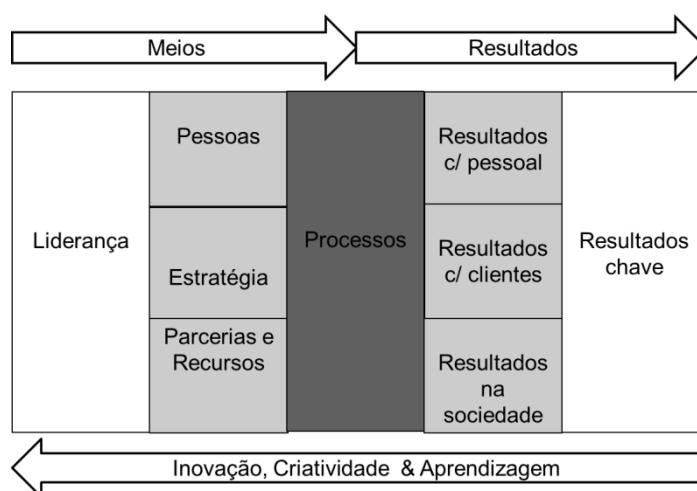 Meios
Resultados
Liderança
Pessoas
Estratégia
Parcerias e
Recursos
Processos
Resultados
c/ pessoal
Resultados
c/ clientes
Resultados
na
sociedade
Resultados
chave
Inovação, Criatividade & Aprendizagem